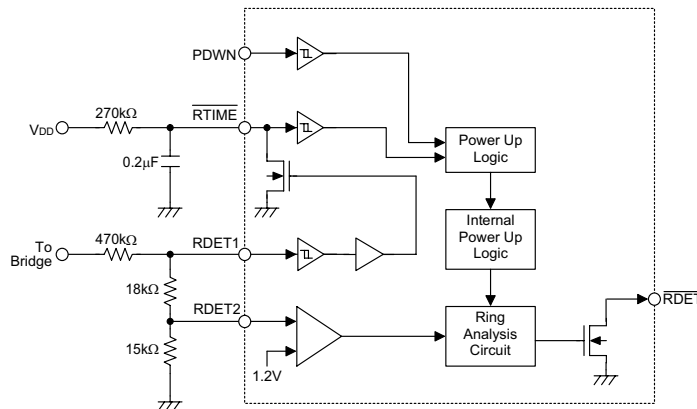 PDWN
270kΩ
RTIME
VDD
0.2μF
Power Up
Logic
470kΩ
To
Bridge
RDET1
Internal
Power Up
Logic
18kΩ
RDET2
RDET
Ring
Analysis
Circuit
15kΩ
1.2V